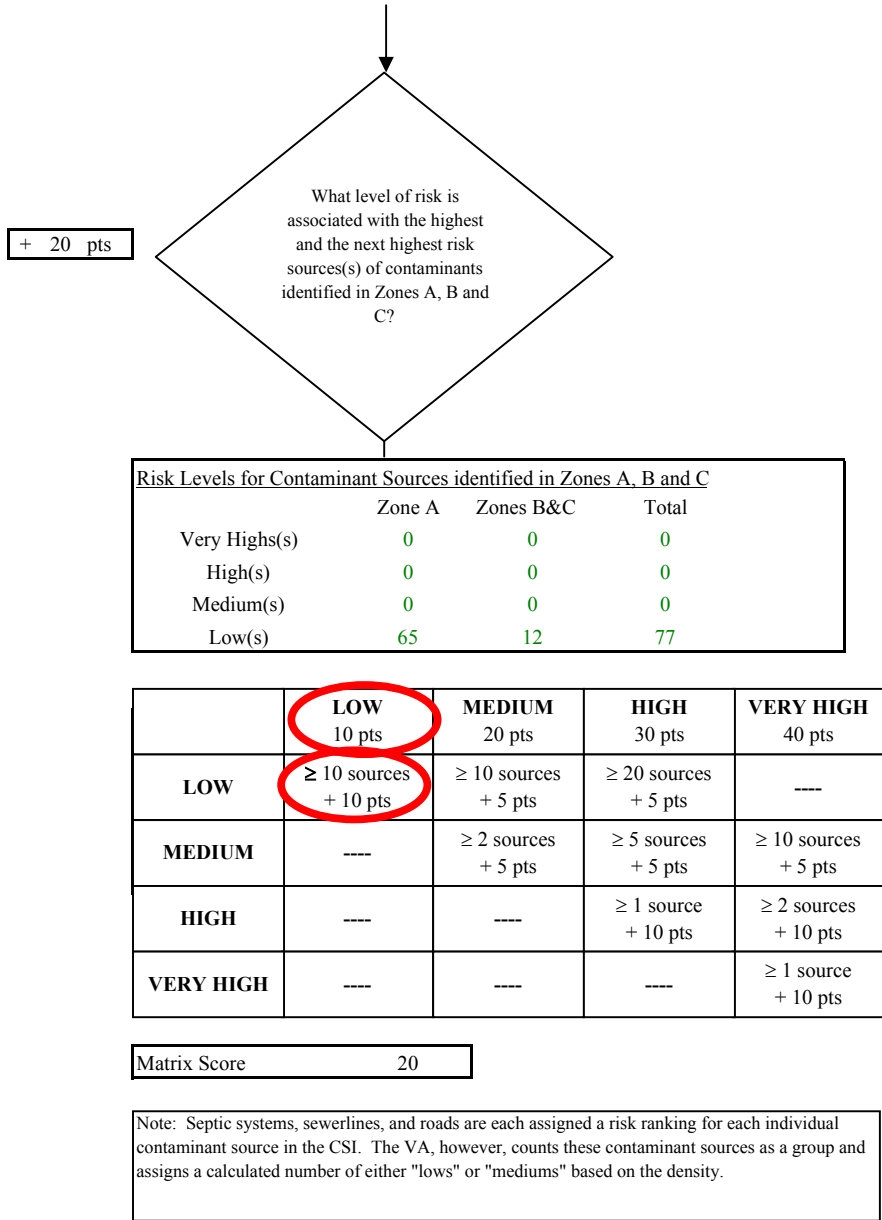 What level of risk is
associated with the highest
and the next highest risk
sources(s) of contaminants
identified in Zones A, B and
C?
+ 20 pts
Risk Levels for Contaminant Sources identified in Zones A, B and C
Zone A Zones B&C Total
Very Highs(s) 0 0 0
High(s) 0 0 0
Medium(s) 0 0 0
Low(s) 65 12 77
LOW MEDIUM HIGH VERY HIGH
10 pts 20 pts 30 pts 40 pts
LOW ≥ 10 sources ≥ 10 sources ≥ 20 sources ----
+ 10 pts + 5 pts + 5 pts
MEDIUM ---- ≥ 2 sources ≥ 5 sources ≥ 10 sources
+ 5 pts + 5 pts + 5 pts
HIGH ---- ---- ≥ 1 source ≥ 2 sources
+ 10 pts + 10 pts
VERY HIGH ---- ---- ---- ≥ 1 source
+ 10 pts
Matrix Score 20
Note: Septic systems, sewerlines, and roads are each assigned a risk ranking for each individual
contaminant source in the CSI. The VA, however, counts these contaminant sources as a group and
assigns a calculated number of either "lows" or "mediums" based on the density.